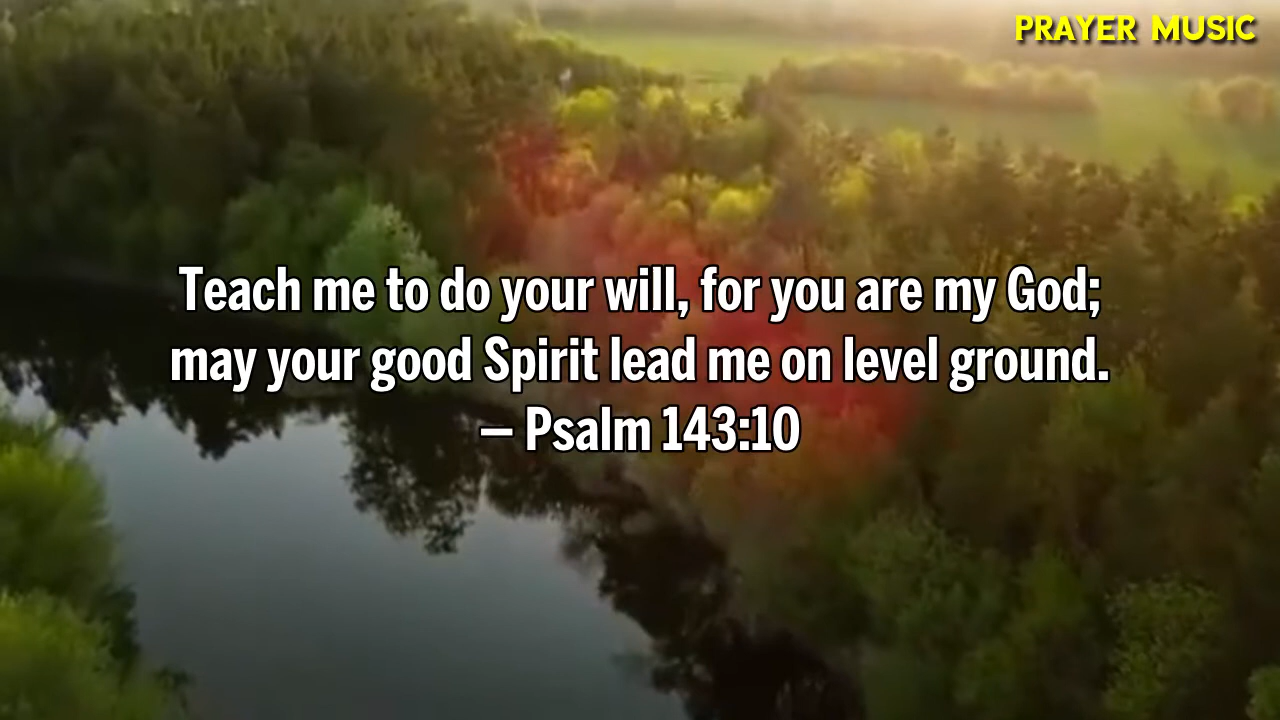 PRAYER MUSIC
Teach me to do your will, for you are my God;
may your good Spirit lead me on level ground.
– Psalm 143:10